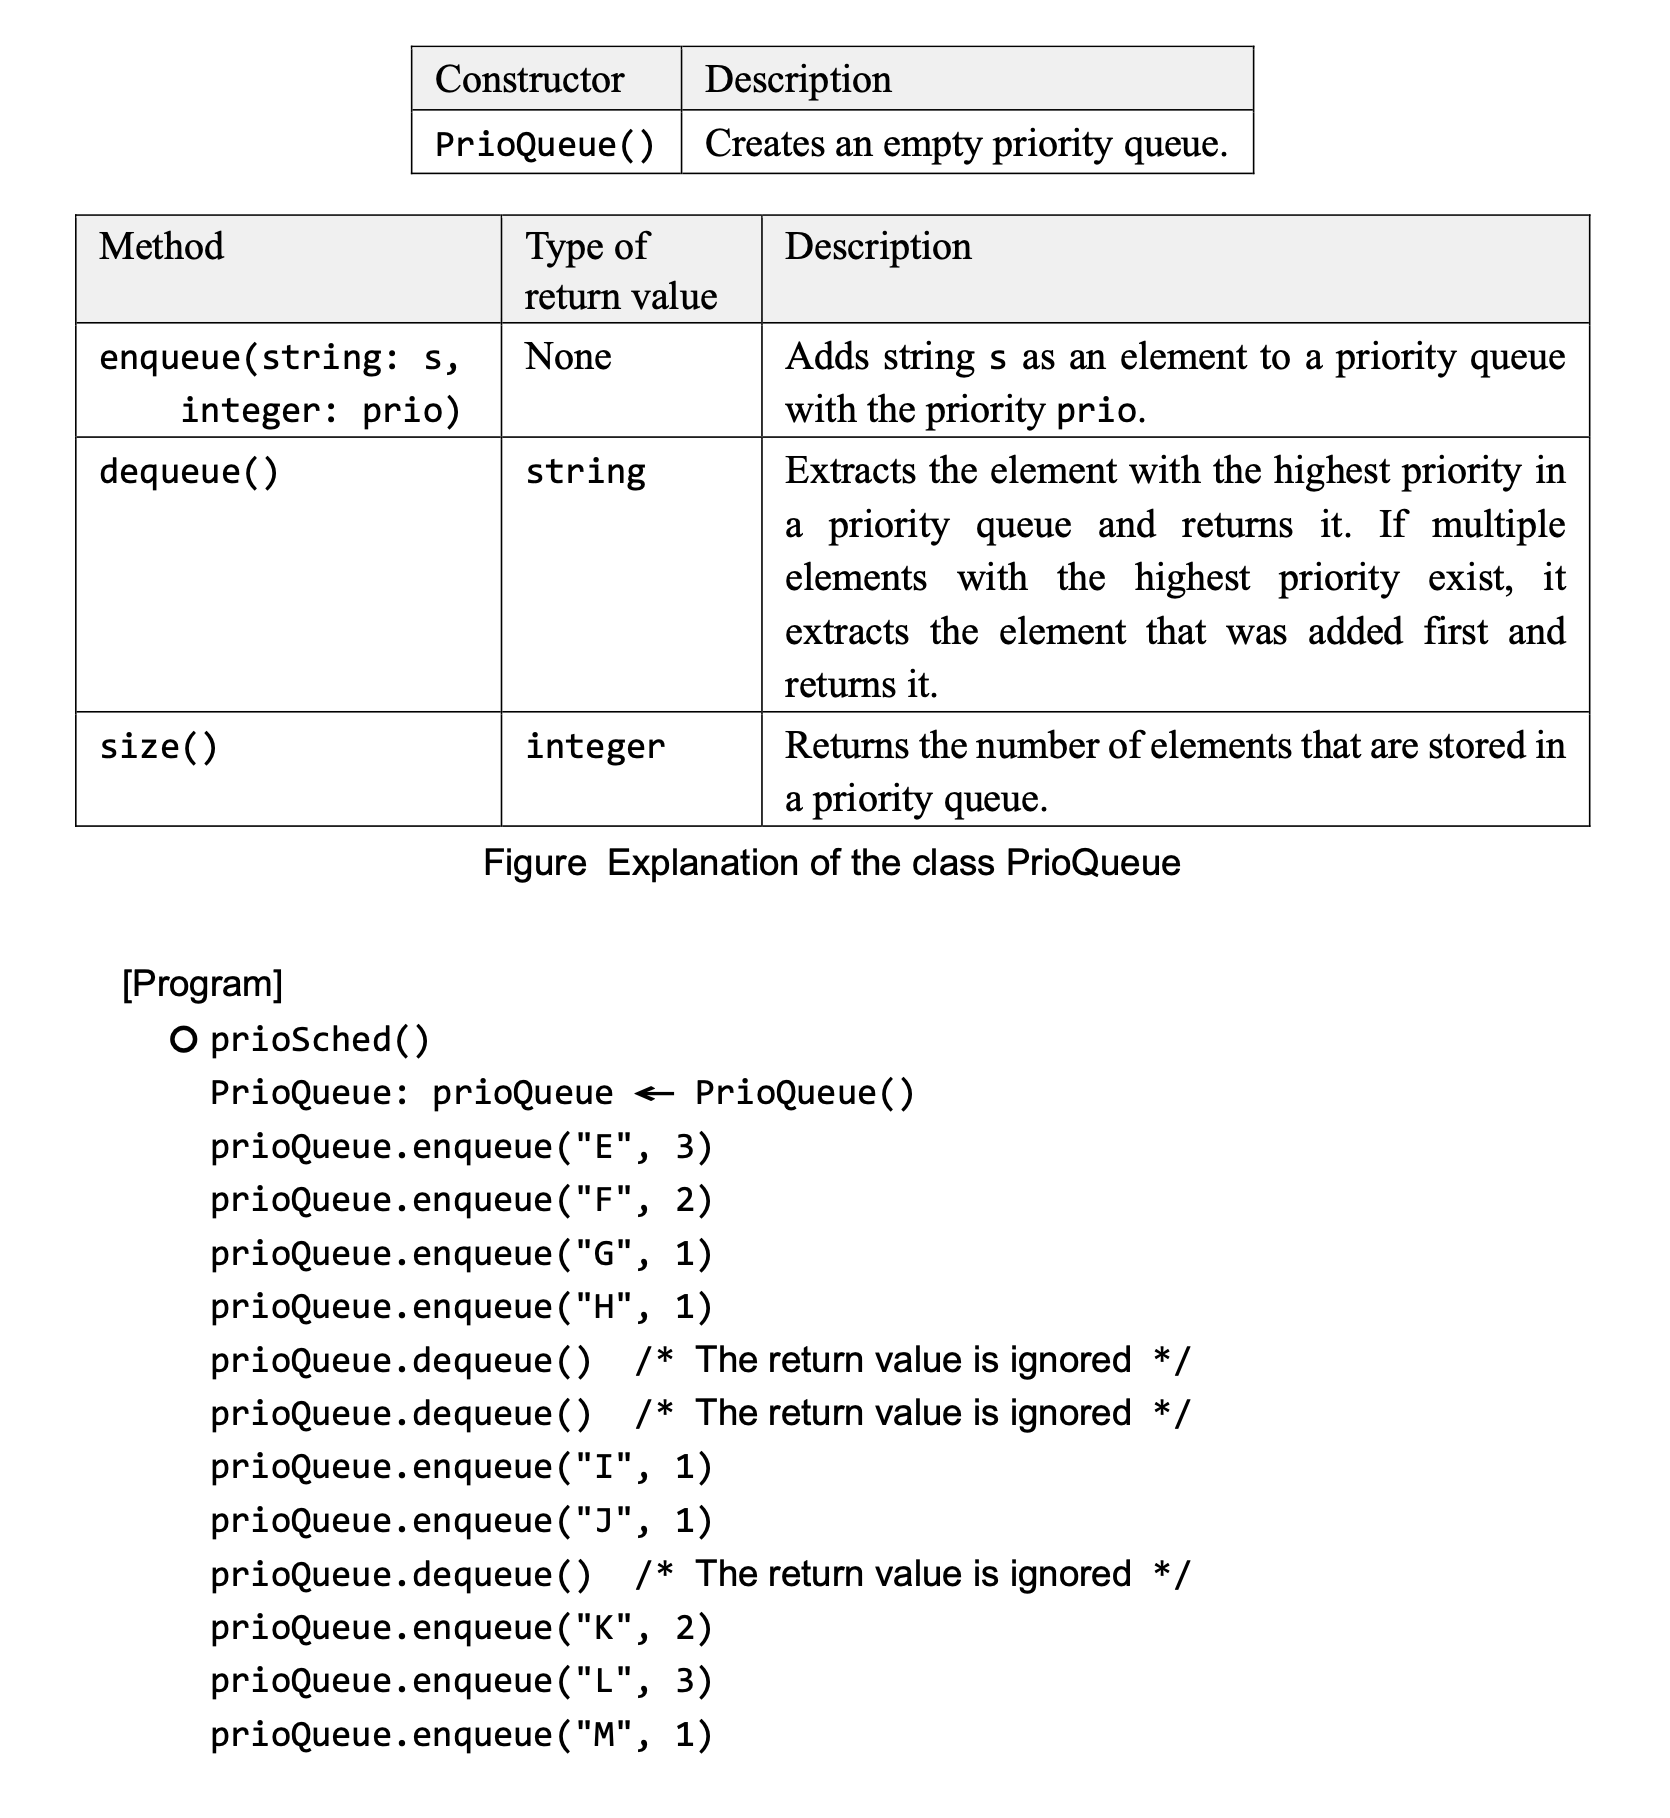 Constructor Description
PrioQueue() Creates an empty priority queue.
Method Type of return value Description
enqueue(string: s, None Adds string s as an element to a priority queue
integer: prio) with the priority prio.
dequeue() string Extracts the element with the highest priority in
a priority queue and returns it. If multiple
elements with the highest priority exist, it
extracts the element that was added first and
returns it.
size() integer Returns the number of elements that are stored in
a priority queue.
Figure Explanation of the class PrioQueue
[Program]
○ prioSched()
PrioQueue: prioQueue ← PrioQueue()
prioQueue.enqueue("E", 3)
prioQueue.enqueue("F", 2)
prioQueue.enqueue("G", 1)
prioQueue.enqueue("H", 1)
prioQueue.dequeue() /* The return value is ignored */
prioQueue.dequeue() /* The return value is ignored */
prioQueue.enqueue("I", 1)
prioQueue.enqueue("J", 1)
prioQueue.dequeue() /* The return value is ignored */
prioQueue.enqueue("K", 2)
prioQueue.enqueue("L", 3)
prioQueue.enqueue("M", 1)